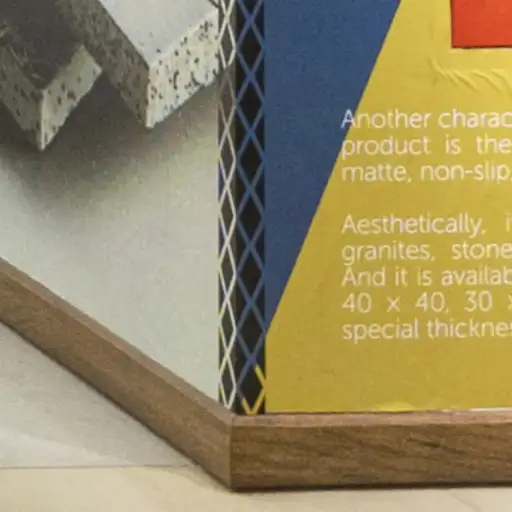 Another charac
product is the
matte, non-slip,
Aesthetically, i
granites, stone
And it is availab
40 x 40, 30 x
special thicknes